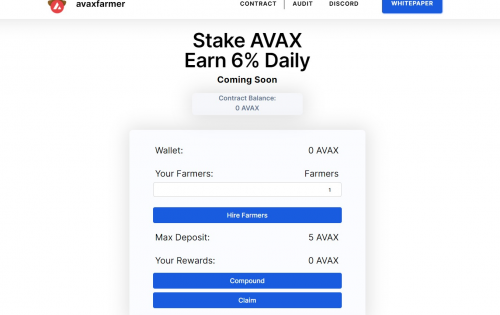 avaxfarmer CONTRACT AUDIT DISCORD WHITEPAPER
Stake AVAX
Earn 6% Daily
Coming Soon
Contract Balance:
0 AVAX
Wallet: 0 AVAX
Your Farmers: Farmers
1
Hire Farmers
Max Deposit: 5 AVAX
Your Rewards: 0 AVAX
Compound
Claim